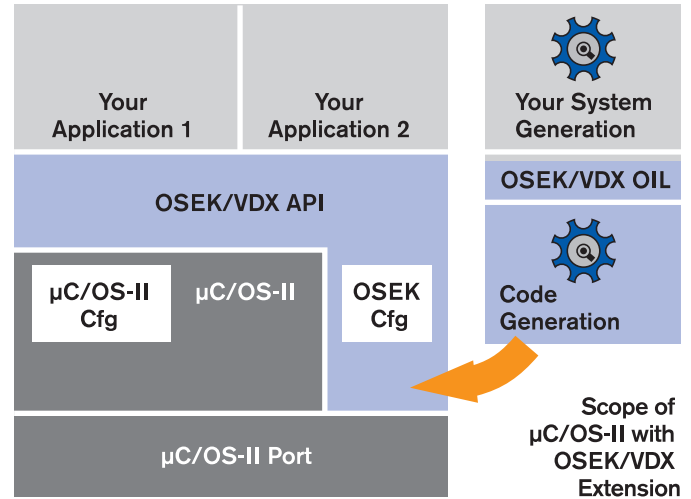 Your
Application 1
Your
Application 2
OSEK/VDX API
µC/OS-II
Cfg
µC/OS-II
OSEK
Cfg
µC/OS-II Port
Your System
Generation
OSEK/VDX OIL
Code
Generation
Scope of
µC/OS-II with
OSEK/VDX
Extension